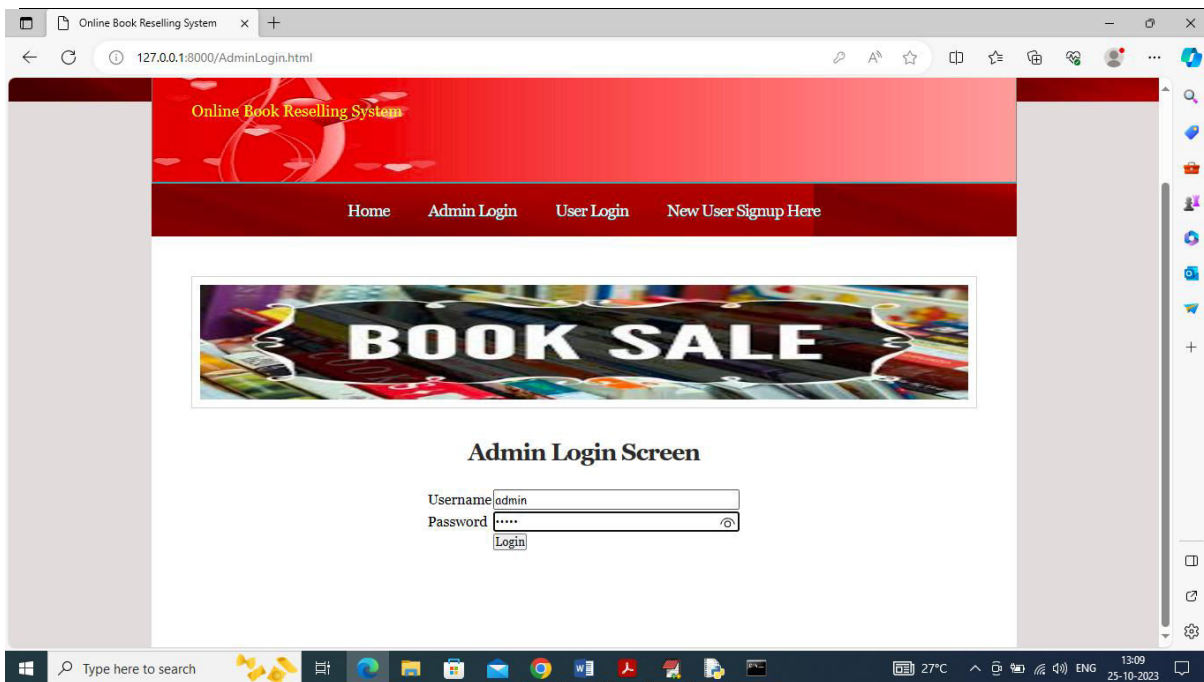 Online Book Reselling System
127.0.0.1:8000/AdminLogin.html
Online Book Reselling System
Home Admin Login User Login New User Signup Here
BOOK SALE
Admin Login Screen
Username admin
Password •••••
Login
Type here to search 27°C ENG 13:09
25-10-2023